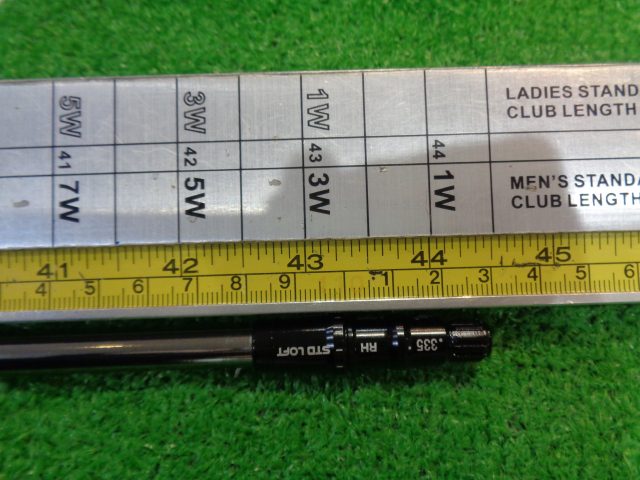 5W 3W 1W LADIES STAND
CLUB LENGTH
41 42 43 44
7W 5W 3W 1W MEN'S STANDA
CLUB LENGTH
41 42 43 44 45
4 5 6 7 8 9 1 2 3 5 6
STD LOFT RH .335